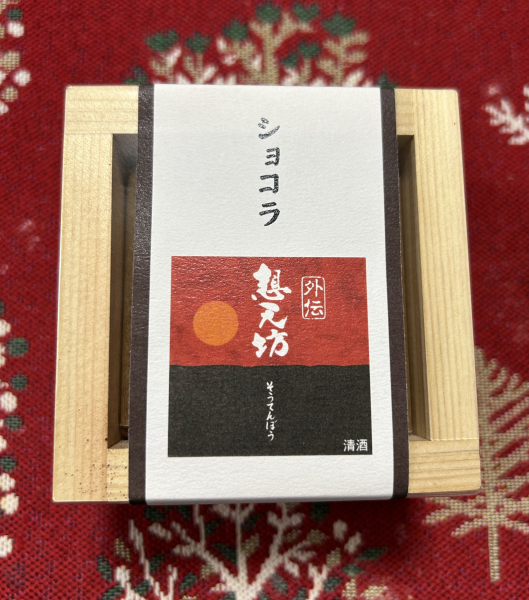 ショコラ
外伝
想天坊
そうてんぼう
清酒